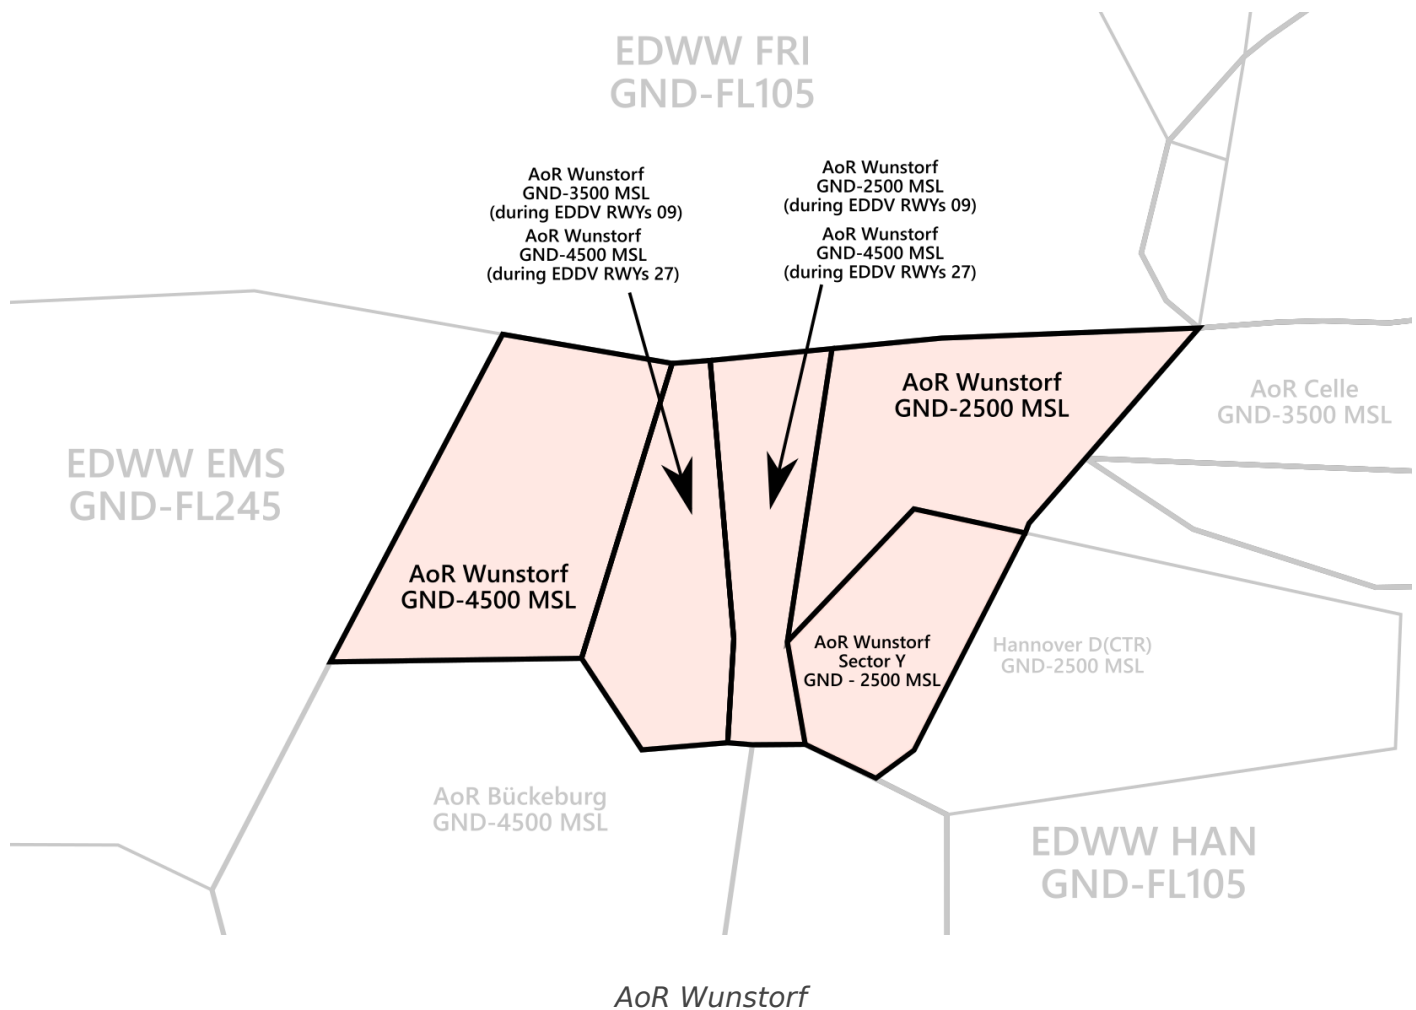 EDWW FRI
GND-FL105
AoR Wunstorf
GND-3500 MSL
(during EDDV RWYs 09)
AoR Wunstorf
GND-4500 MSL
(during EDDV RWYs 27)
AoR Wunstorf
GND-2500 MSL
(during EDDV RWYs 09)
AoR Wunstorf
GND-4500 MSL
(during EDDV RWYs 27)
AoR Wunstorf
GND-2500 MSL
AoR Celle
GND-3500 MSL
EDWW EMS
GND-FL245
AoR Wunstorf
GND-4500 MSL
AoR Wunstorf
Sector Y
GND - 2500 MSL
Hannover D(CTR)
GND-2500 MSL
AoR Bückeburg
GND-4500 MSL
EDWW HAN
GND-FL105
AoR Wunstorf